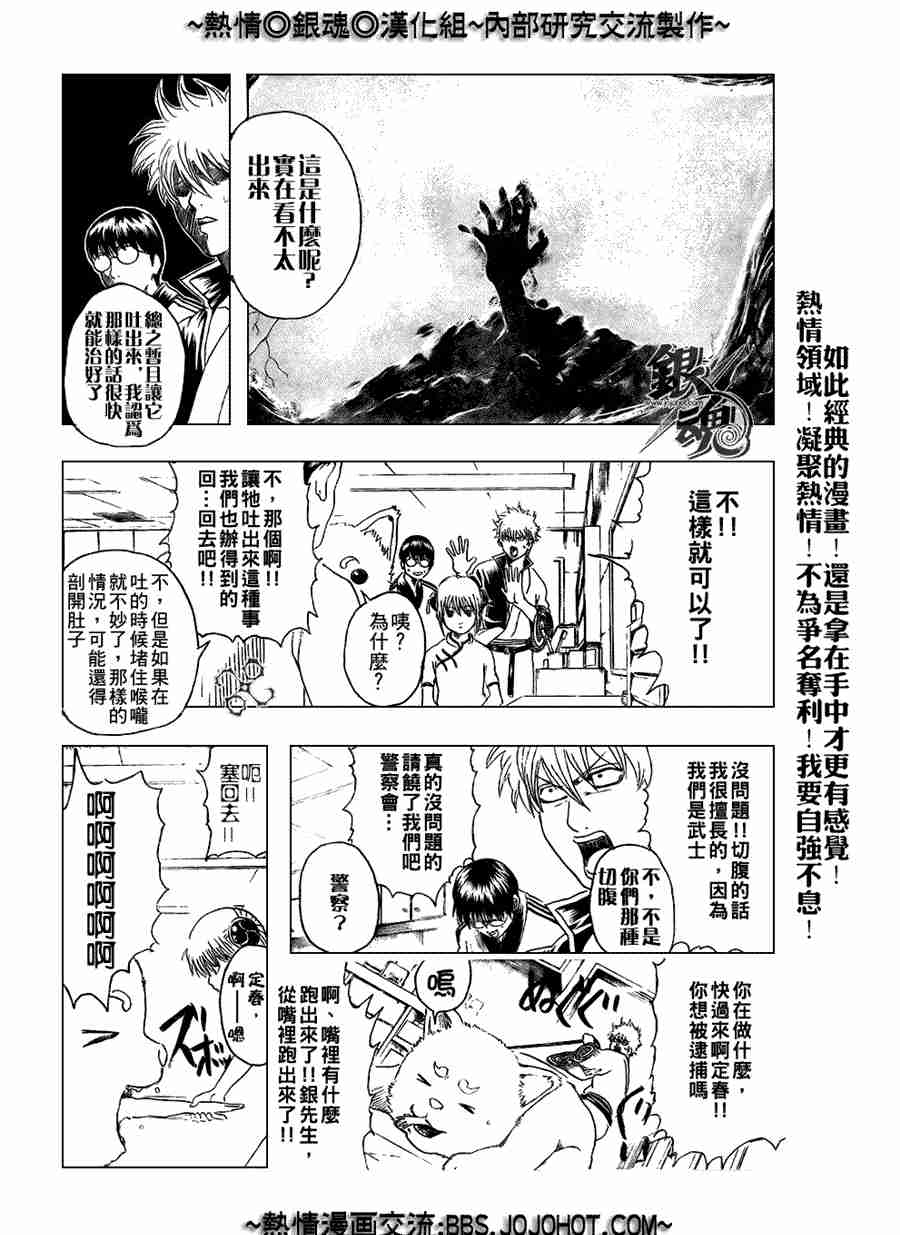 ~熱情◎銀魂◎漢化組~內部研究交流製作~
這是什麼呢?
實在看不太
出來
總之暫且讓它
吐出來,我認爲
那樣的話很快
就能治好了
銀魂
如此經典的漫畫!還是拿在手中才更有感覺!
熱情領域!凝聚熱情!不為爭名奪利!我要自強不息!
不!!
這樣就可以了!!
咦?
為什麼?
不,那個啊!!
讓牠吐出來這種事
我們也辦得到的
回…回去吧!!
不,但是如果在
吐的時候堵住喉嚨
就不妙了,那樣的
情況,可能還得
剖開肚子
沒問題!!切腹的話
我很擅長的,因為
我們是武士
不,不是
你們那種
切腹
真的沒問題的
請饒了我們吧
警察會…
警察?
呃!!
塞回去!!
啊啊啊啊啊啊
定春,
啊——嗯
ズボッ
你在做什麼,
快過來啊定春!!
你想被逮捕嗎
ぬぐぐ
嗚
啊、嘴裡有什麼
跑出來了!!銀先生,
從嘴裡跑出來了!!
~熱情漫画交流:BBS.JOJOHOT.COM~